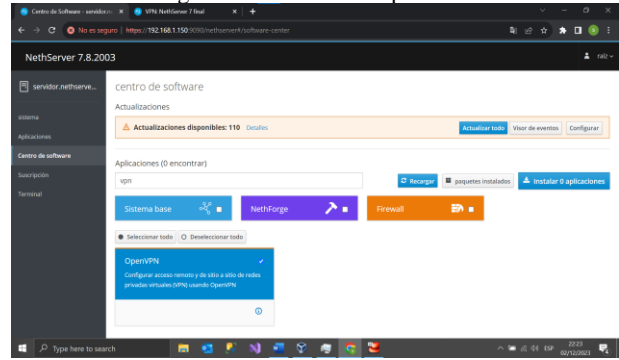 Centro de Software - servidor.n
VPN: NethServer 7 final
No es seguro | https://192.168.1.150:9090/nethserver#/software-center
NethServer 7.8.2003
raíz
servidor.nethserve...
centro de software
Actualizaciones
sistema
Actualizaciones disponibles: 110 Detalles
Actualizar todo
Visor de eventos
Configurar
Aplicaciones
Centro de software
Aplicaciones (0 encontrar)
Suscripción
vpn
Recargar
paquetes instalados
Instalar 0 aplicaciones
Terminal
Sistema base
NethForge
Firewall
Seleccionar todo
Deseleccionar todo
OpenVPN
Configurar acceso remoto y de sitio a sitio de redes
privadas virtuales (VPN) usando OpenVPN
Type here to search
ESP
22:23
02/12/2023